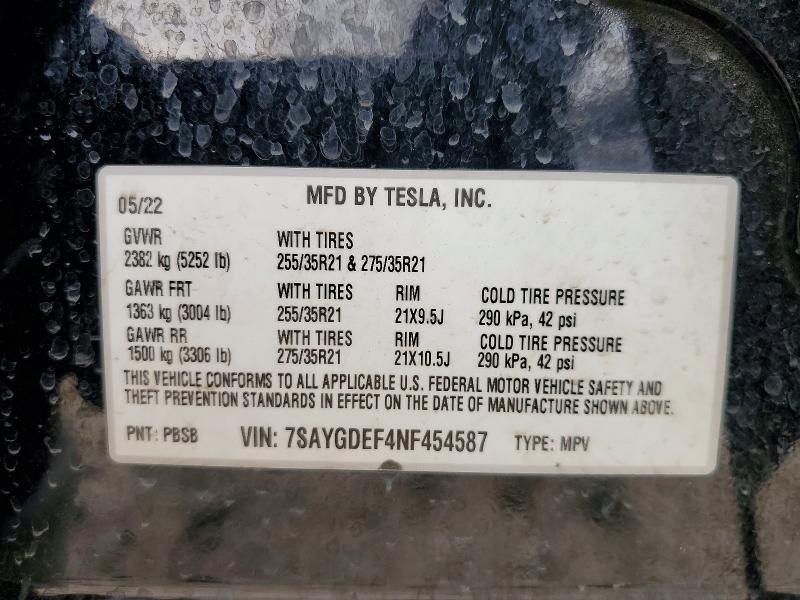 05/22 MFD BY TESLA, INC.
GVWR WITH TIRES
2382 kg (5252 lb) 255/35R21 & 275/35R21
GAWR FRT WITH TIRES RIM COLD TIRE PRESSURE
1363 kg (3004 lb) 255/35R21 21X9.5J 290 kPa, 42 psi
GAWR RR WITH TIRES RIM COLD TIRE PRESSURE
1500 kg (3306 lb) 275/35R21 21X10.5J 290 kPa, 42 psi
THIS VEHICLE CONFORMS TO ALL APPLICABLE U.S. FEDERAL MOTOR VEHICLE SAFETY AND
THEFT PREVENTION STANDARDS IN EFFECT ON THE DATE OF MANUFACTURE SHOWN ABOVE.
PNT: PBSB VIN: 7SAYGDEF4NF454587 TYPE: MPV